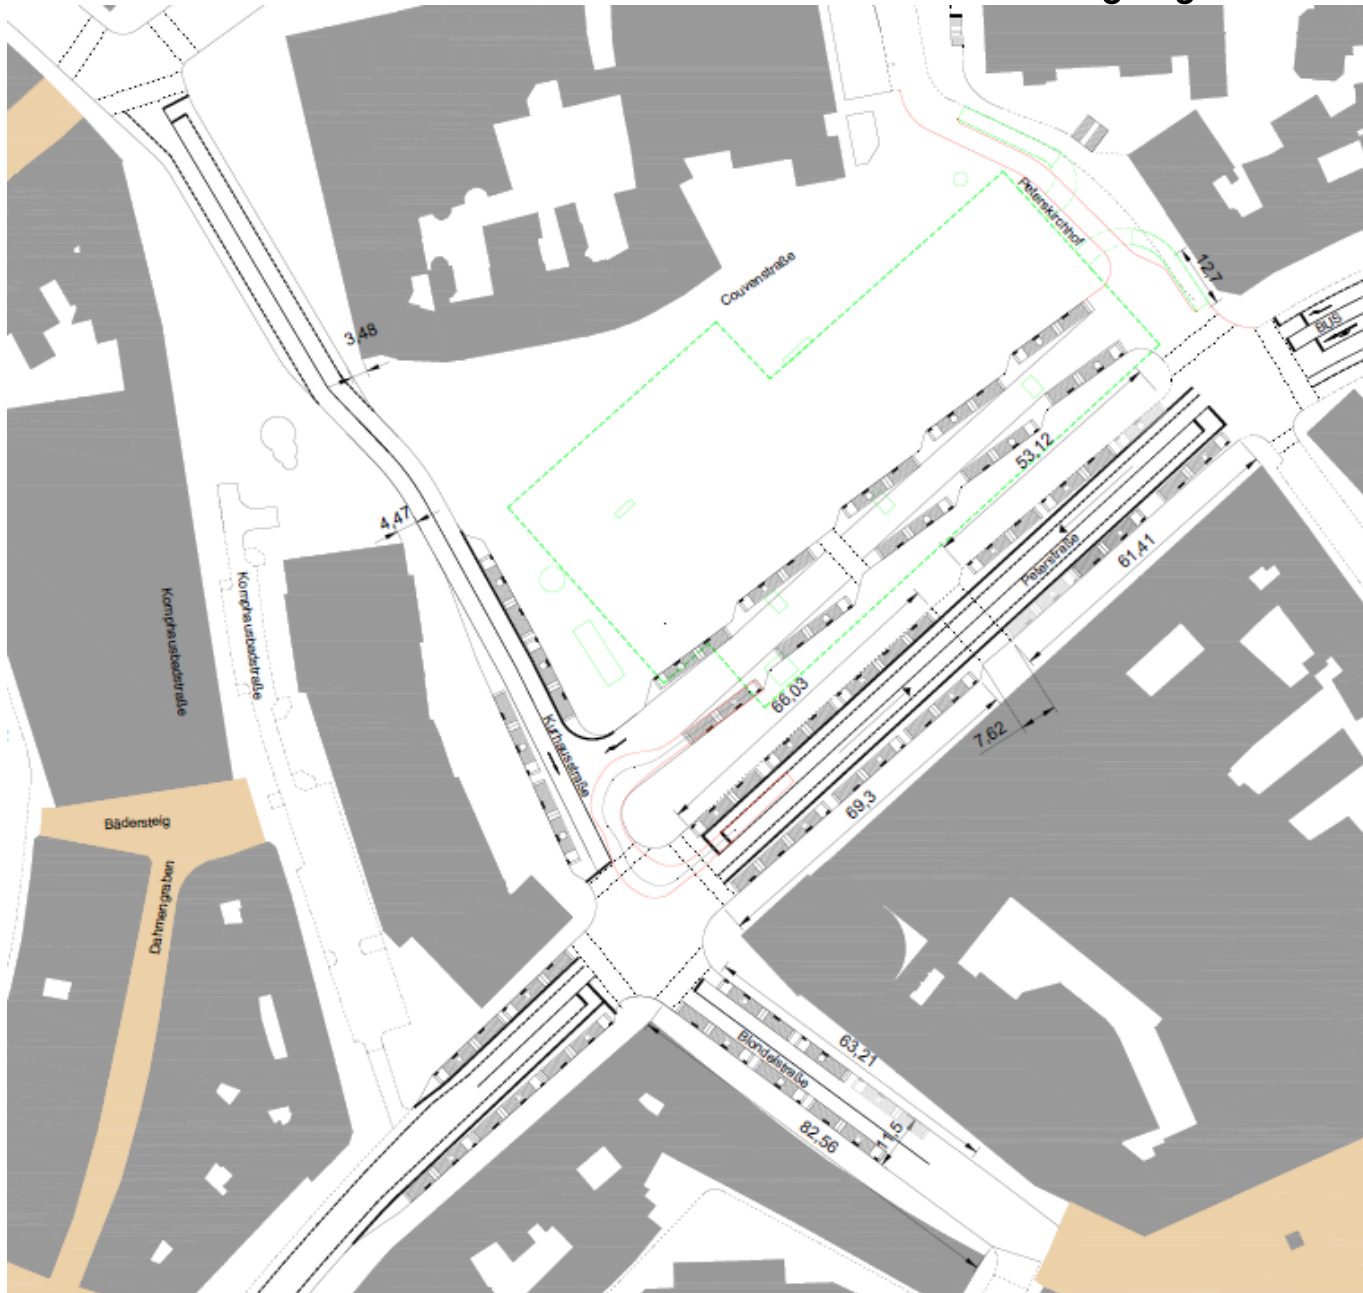 Peterskirchhof
12,7
Couvenstraße
BUS
3,48
53,12
4,47
Peterstraße
61,41
Komphausbadstraße
Komphausbadstraße
66,03
Kurhausstraße
7,62
69,3
Bädersteig
Dahmengraben
63,21
Blondelstraße
11,5
82,56